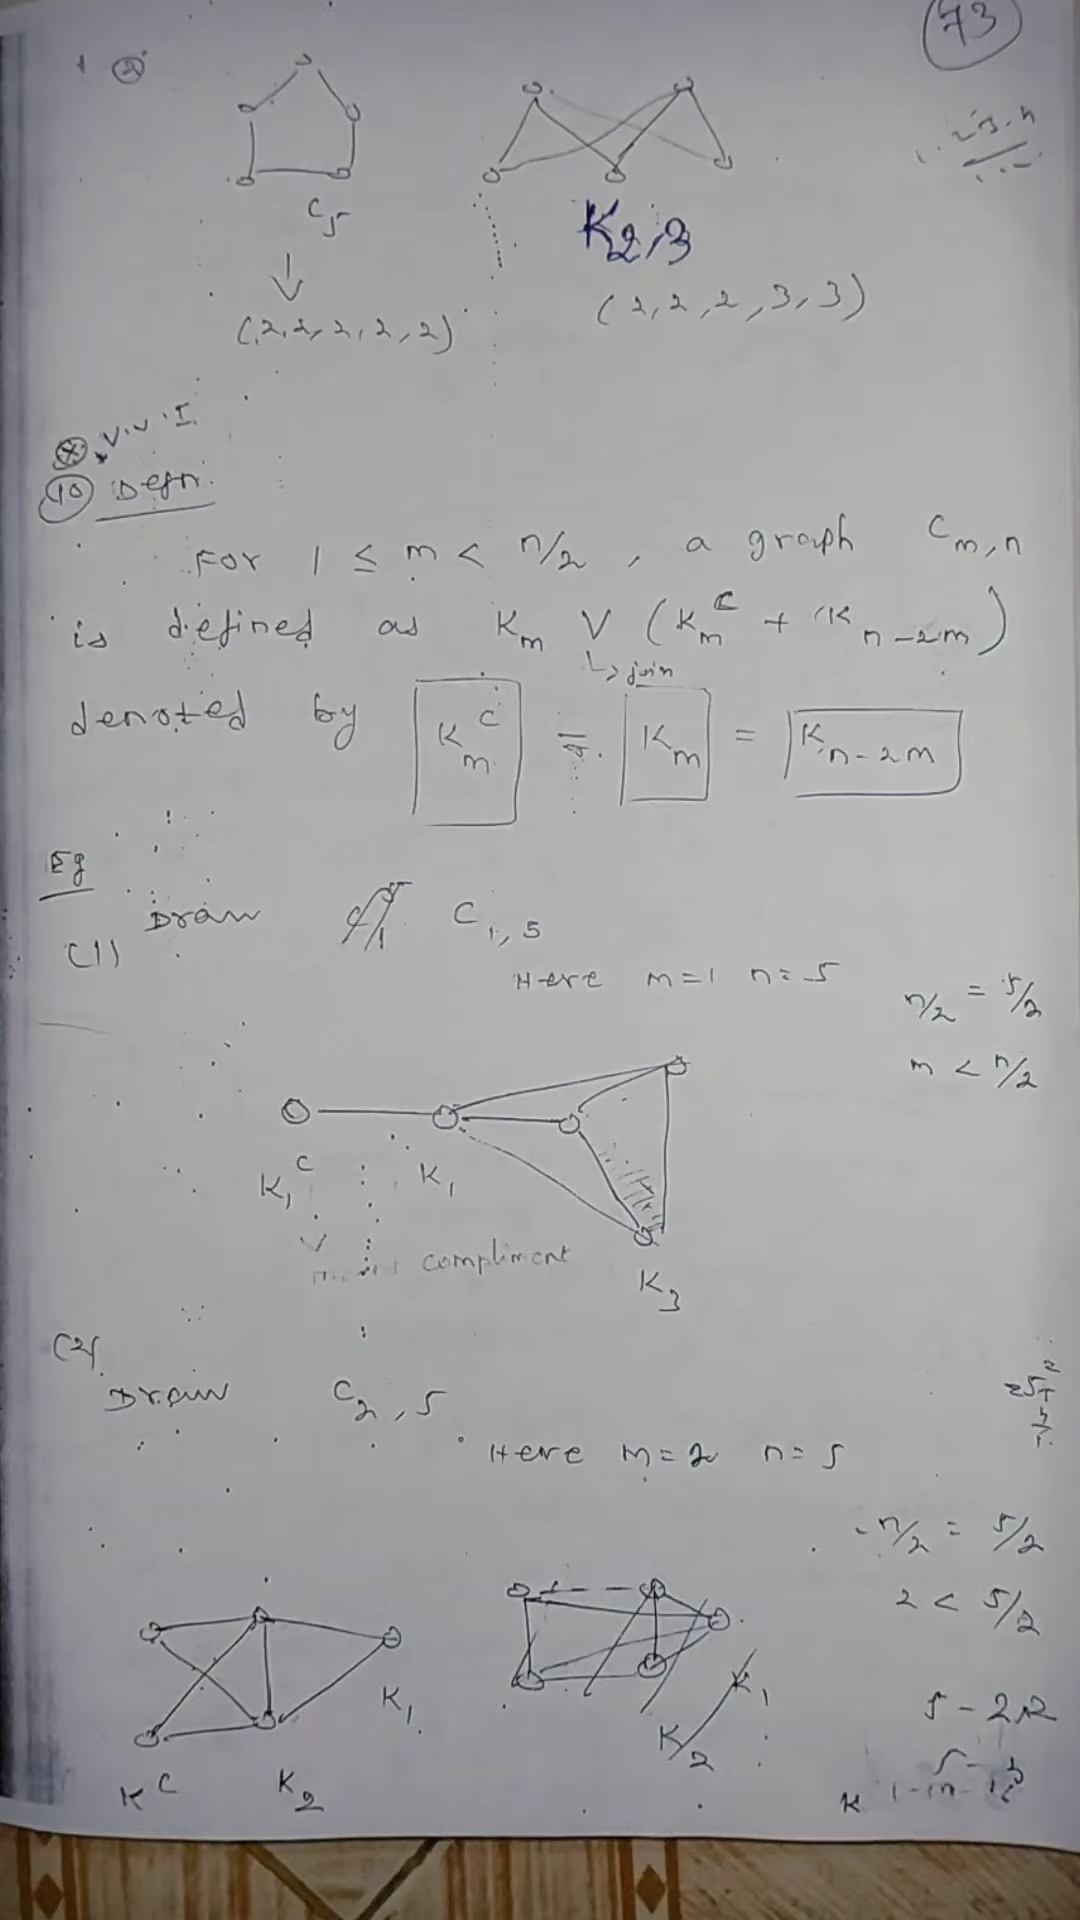 73
②
C5
K2,3
(2,2,2,2,2)
(2,2,2,3,3)
V.V.I
10 Defn.
For 1 ≤ m < n/2, a graph Cm,n
is defined as Km V (Km^c + Kn-2m)
↳ join
denoted by Km^c Km = Kn-2m
Eg
(1) Draw C1,5
Here m=1 n=5
n/2 = 5/2
m < n/2
K1^c K1
compliment
K3
(2)
Draw C2,5
Here m=2 n=5
n/2 = 5/2
2 < 5/2
K1
K1
5-2
K2
K^c K2